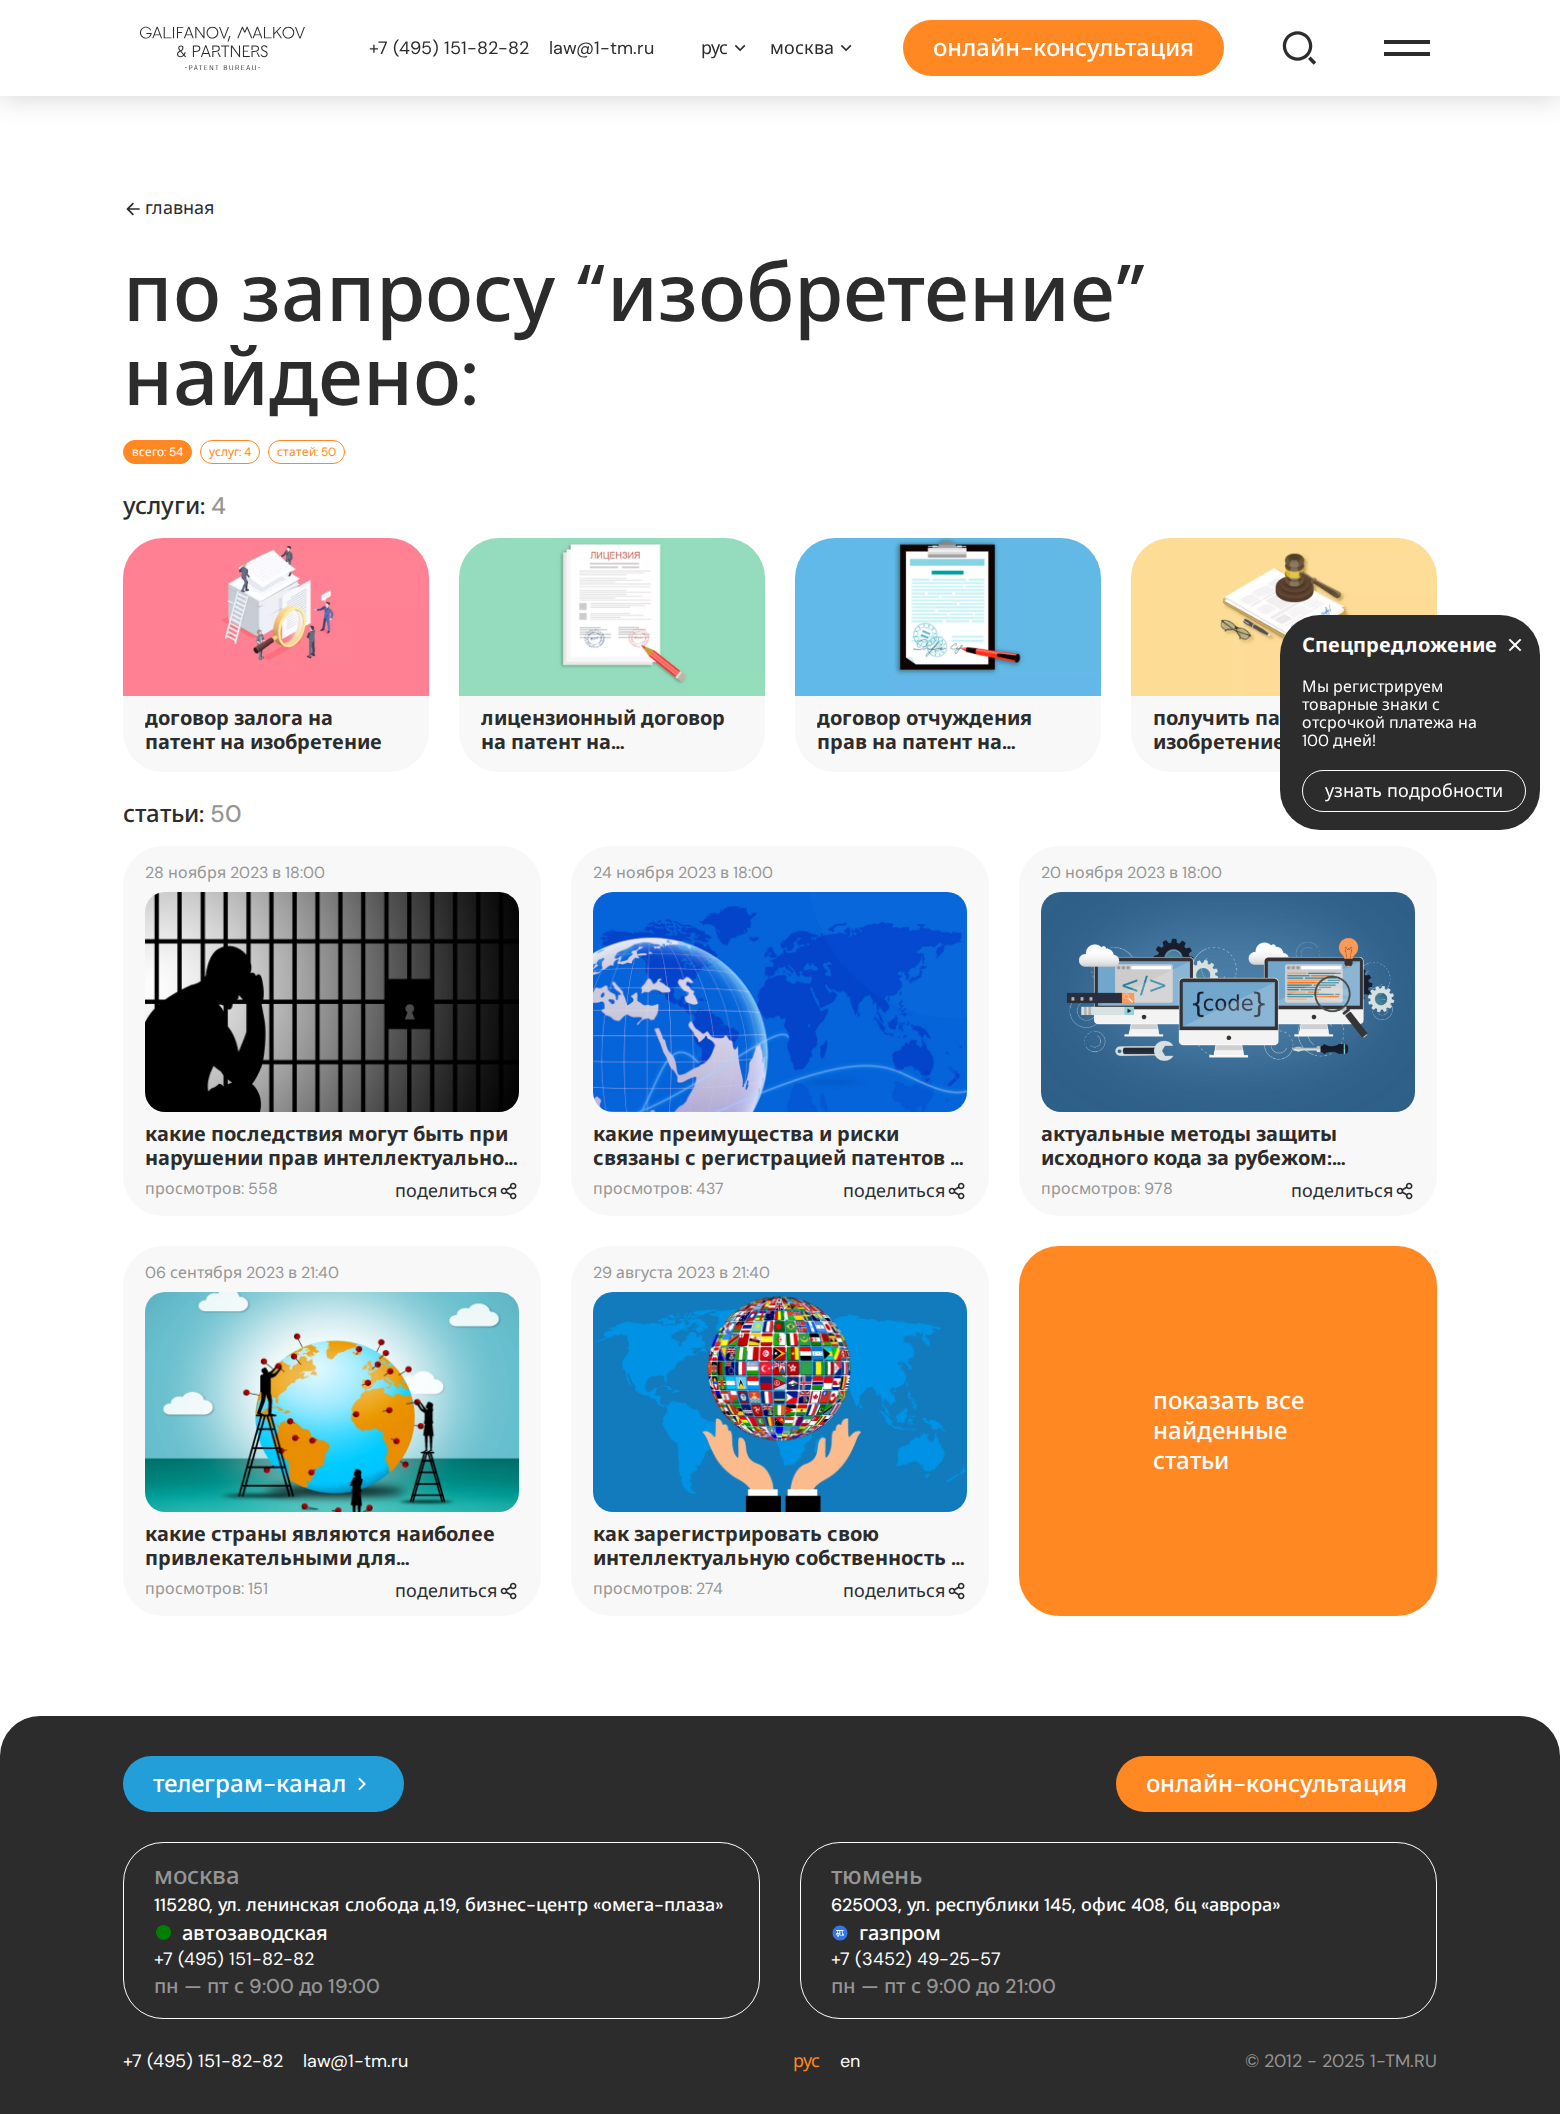 GALIFANOV, MALKOV
& PARTNERS
-PATENT BUREAU-
+7 (495) 151-82-82 law@1-tm.ru рус москва онлайн-консультация
главная
по запросу “изобретение”
найдено:
всего: 54 услуг: 4 статей: 50
услуги: 4
ЛИЦЕНЗИЯ
договор залога на
патент на изобретение
лицензионный договор
на патент на...
договор отчуждения
прав на патент на...
получить па
изобретение
Спецпредложение
Мы регистрируем
товарные знаки с
отсрочкой платежа на
100 дней!
узнать подробности
статьи: 50
28 ноября 2023 в 18:00
какие последствия могут быть при
нарушении прав интеллектуально...
просмотров: 558 поделиться
24 ноября 2023 в 18:00
какие преимущества и риски
связаны с регистрацией патентов ...
просмотров: 437 поделиться
20 ноября 2023 в 18:00
</>
{code}
актуальные методы защиты
исходного кода за рубежом:...
просмотров: 978 поделиться
06 сентября 2023 в 21:40
какие страны являются наиболее
привлекательными для...
просмотров: 151 поделиться
29 августа 2023 в 21:40
как зарегистрировать свою
интеллектуальную собственность ...
просмотров: 274 поделиться
показать все
найденные
статьи
телеграм-канал
онлайн-консультация
москва
115280, ул. ленинская слобода д.19, бизнес-центр «омега-плаза»
автозаводская
+7 (495) 151-82-82
пн — пт с 9:00 до 19:00
тюмень
625003, ул. республики 145, офис 408, бц «аврора»
газпром
+7 (3452) 49-25-57
пн — пт с 9:00 до 21:00
+7 (495) 151-82-82 law@1-tm.ru рус en © 2012 - 2025 1-TM.RU